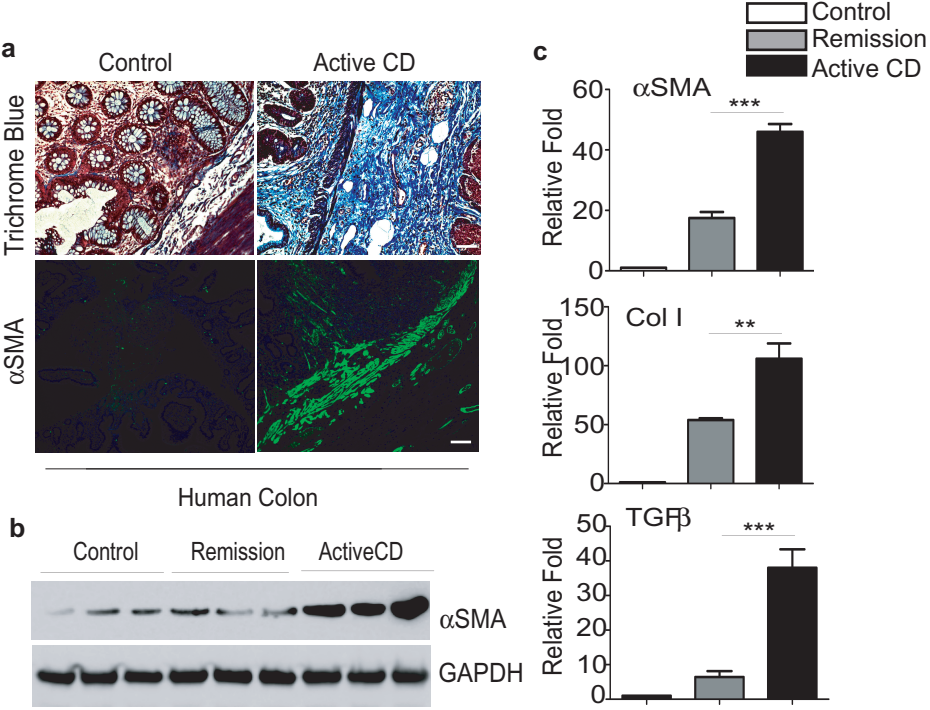 a
Control
Active CD
Trichrome Blue
αSMA
Human Colon
b
Control
Remission
ActiveCD
αSMA
GAPDH
c
Control
Remission
Active CD
αSMA
***
Relative Fold
60
40
20
0
Col I
**
Relative Fold
150
100
50
0
TGFβ
***
Relative Fold
50
40
30
20
10
0